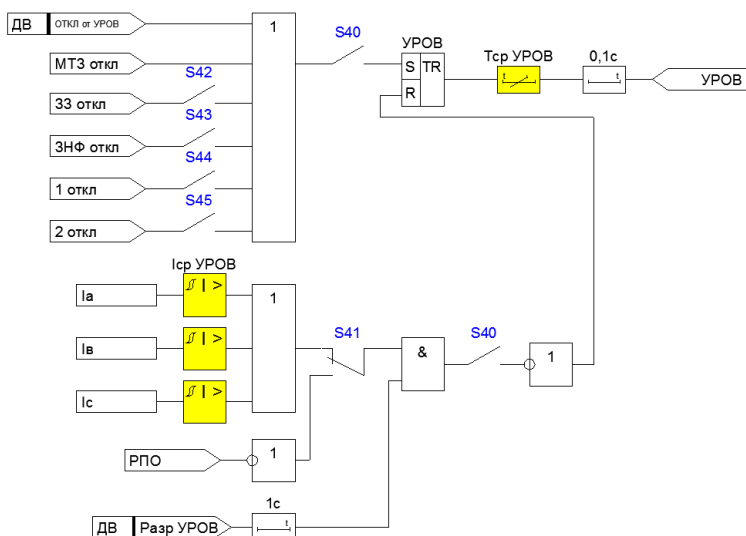 ДВ ОТКЛ от УРОВ
МТЗ откл
S42
ЗЗ откл
S43
ЗНФ откл
S44
1 откл
S45
2 откл
1
S40
УРОВ
S TR
R
Тср УРОВ
t
0,1с
t
УРОВ
Iср УРОВ
Ia
I >
Iв
I >
Ic
I >
1
S41
&
S40
1
РПО
1
1с
ДВ Разр УРОВ
t